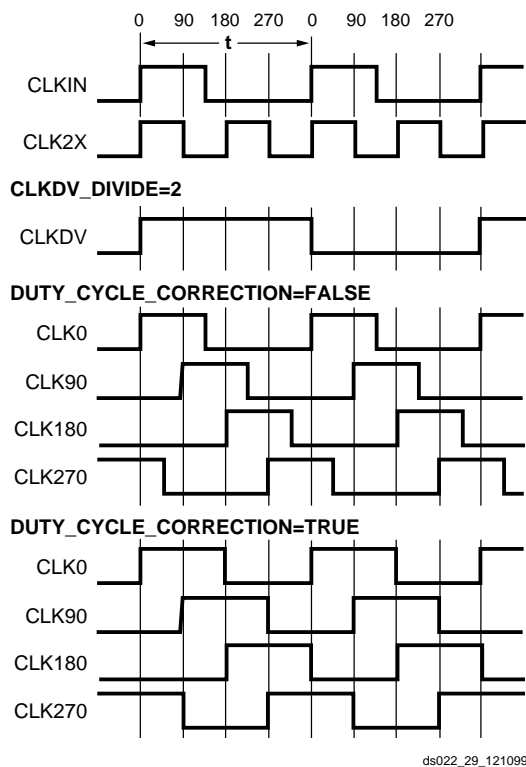 0 90 180 270 0 90 180 270
t
CLKIN
CLK2X
CLKDV_DIVIDE=2
CLKDV
DUTY_CYCLE_CORRECTION=FALSE
CLK0
CLK90
CLK180
CLK270
DUTY_CYCLE_CORRECTION=TRUE
CLK0
CLK90
CLK180
CLK270
ds022_29_121099